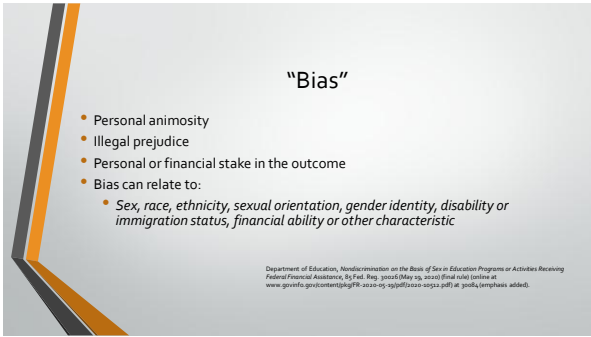 “Bias”
Personal animosity
Illegal prejudice
Personal or financial stake in the outcome
Bias can relate to:
Sex, race, ethnicity, sexual orientation, gender identity, disability or
immigration status, financial ability or other characteristic
Department of Education, Nondiscrimination on the Basis of Sex in Education Programs or Activities Receiving
Federal Financial Assistance, 85 Fed. Reg. 30026 (May 19, 2020) (final rule) (online at
www.govinfo.gov/content/pkg/FR-2020-05-19/pdf/2020-10512.pdf) at 30084 (emphasis added).